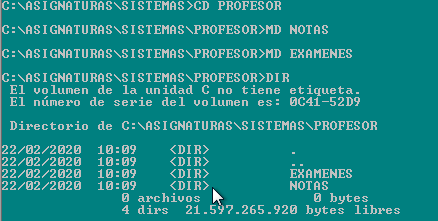 C:\ASIGNATURAS\SISTEMAS>CD PROFESOR
C:\ASIGNATURAS\SISTEMAS\PROFESOR>MD NOTAS
C:\ASIGNATURAS\SISTEMAS\PROFESOR>MD EXAMENES
C:\ASIGNATURAS\SISTEMAS\PROFESOR>DIR
El volumen de la unidad C no tiene etiqueta.
El número de serie del volumen es: 0C41-52D9
Directorio de C:\ASIGNATURAS\SISTEMAS\PROFESOR
22/02/2020 10:09 <DIR> .
22/02/2020 10:09 <DIR> ..
22/02/2020 10:09 <DIR> EXAMENES
22/02/2020 10:09 <DIR> NOTAS
0 archivos 0 bytes
4 dirs 21.597.265.920 bytes libres